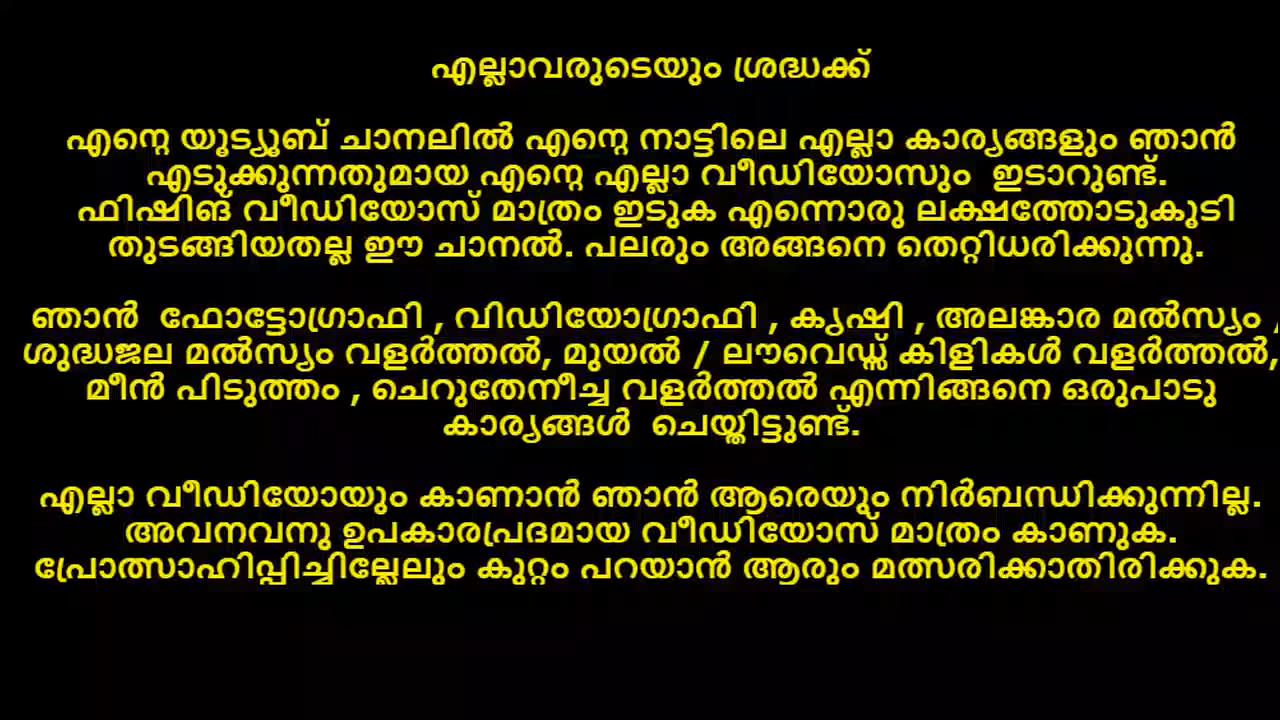 എല്ലാവരുടെയും ശ്രദ്ധക്ക്
എന്റെ യൂട്യൂബ് ചാനലിൽ എന്റെ നാട്ടിലെ എല്ലാ കാര്യങ്ങളും ഞാൻ
എടുക്കുന്നതുമായ എന്റെ എല്ലാ വീഡിയോസും ഇടാറുണ്ട്.
ഫിഷിങ് വീഡിയോസ് മാത്രം ഇടുക എന്നൊരു ലക്ഷത്തോടുകൂടി
തുടങ്ങിയതല്ല ഈ ചാനൽ. പലരും അങ്ങനെ തെറ്റിധരിക്കുന്നു.
ഞാൻ ഫോട്ടോഗ്രാഫി , വിഡിയോഗ്രാഫി , കൃഷി , അലങ്കാര മൽസ്യം ,
ശുദ്ധജല മൽസ്യം വളർത്തൽ, മുയൽ / ലൗവെഡ്സ് കിളികൾ വളർത്തൽ,
മീൻ പിടുത്തം , ചെറുതേനീച്ച വളർത്തൽ എന്നിങ്ങനെ ഒരുപാടു
കാര്യങ്ങൾ ചെയ്തിട്ടുണ്ട്.
എല്ലാ വീഡിയോയും കാണാൻ ഞാൻ ആരെയും നിർബന്ധിക്കുന്നില്ല.
അവനവനു ഉപകാരപ്രദമായ വീഡിയോസ് മാത്രം കാണുക.
പ്രോത്സാഹിപ്പിച്ചില്ലേലും കുറ്റം പറയാൻ ആരും മത്സരിക്കാതിരിക്കുക.